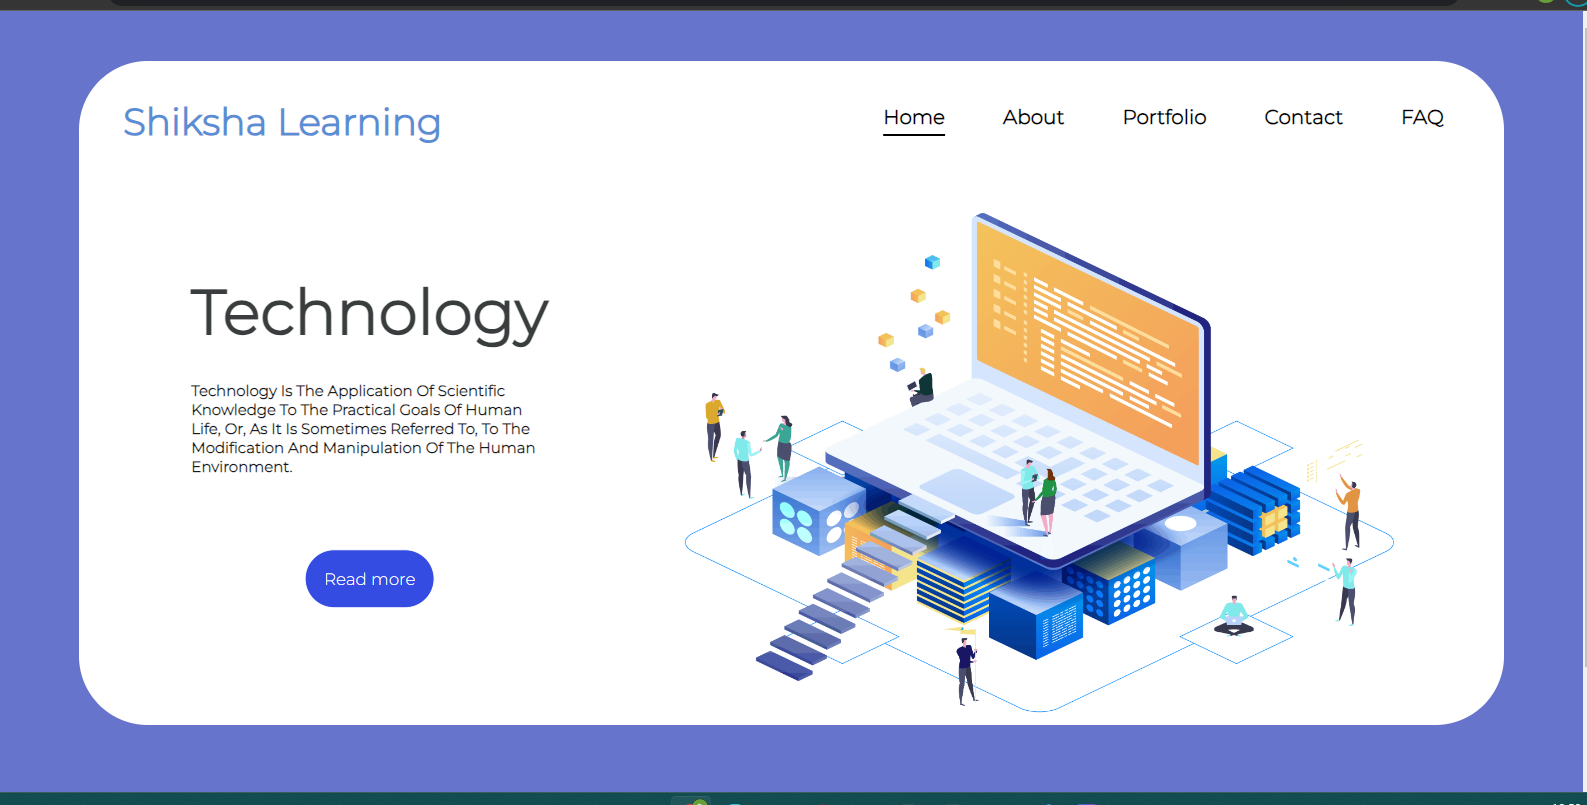 Shiksha Learning
Home About Portfolio Contact FAQ
Technology
Technology Is The Application Of Scientific
Knowledge To The Practical Goals Of Human
Life, Or, As It Is Sometimes Referred To, To The
Modification And Manipulation Of The Human
Environment.
Read more